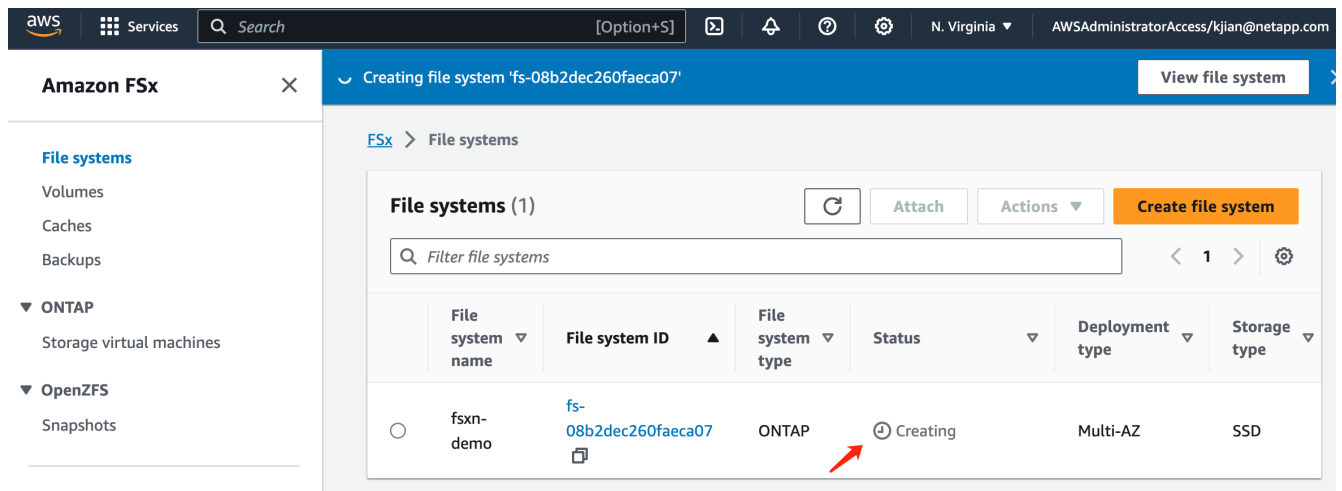 aws
Services
Search
[Option+S]
N. Virginia
AWSAdministratorAccess/kjian@netapp.com
Amazon FSx
Creating file system 'fs-08b2dec260faeca07'
View file system
File systems
Volumes
Caches
Backups
ONTAP
Storage virtual machines
OpenZFS
Snapshots
FSx
File systems
File systems (1)
Attach
Actions
Create file system
Filter file systems
1
File
system
name
File system ID
File
system
type
Status
Deployment
type
Storage
type
fsxn-
demo
fs-
08b2dec260faeca07
ONTAP
Creating
Multi-AZ
SSD